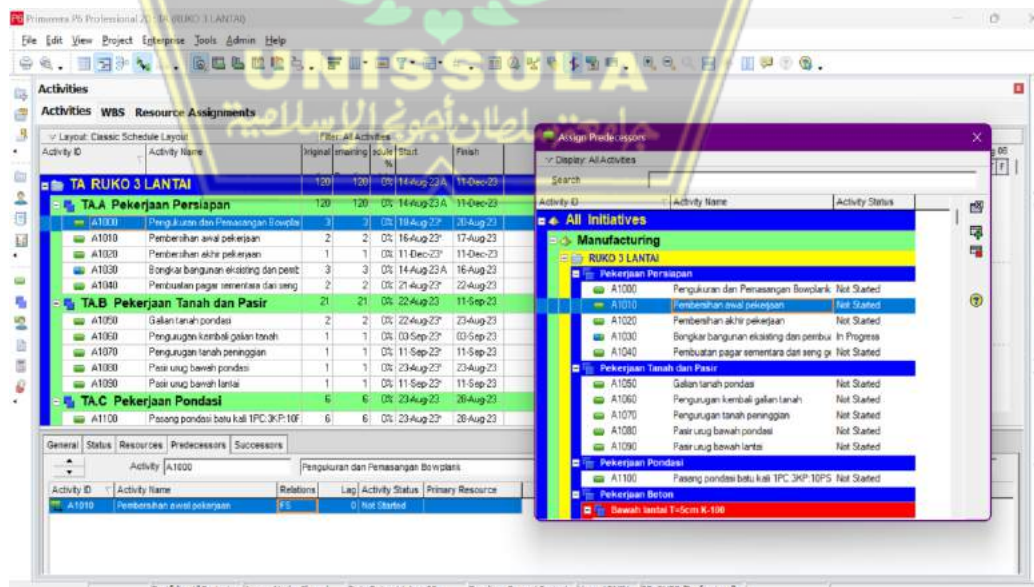 Primavera P6 Professional 20 : TA (RUKO 3 LANTAI)
File Edit View Project Enterprise Tools Admin Help
UNISSULA
جامعة سلطان أجونج الإسلامية
Activities
Activities WBS Resource Assignments
Layout: Classic Schedule Layout Filter: All Activities
Activity ID Activity Name Original Start Finish
TA RUKO 3 LANTAI 120 120 0% 14-Aug-23 A 11-Dec-23
TA.A Pekerjaan Persiapan 120 120 0% 14-Aug-23 A 11-Dec-23
A1000 Pengukuran dan Pemasangan Bowpla 3 3 0% 18-Aug-23* 20-Aug-23
A1010 Pembersihan awal pekerjaan 2 2 0% 16-Aug-23* 17-Aug-23
A1020 Pembersihan akhir pekerjaan 1 1 0% 11-Dec-23* 11-Dec-23
A1030 Bongkar bangunan eksisting dan pemb 3 3 0% 14-Aug-23 A 16-Aug-23
A1040 Pembuatan pagar sementara dari seng 2 2 0% 21-Aug-23* 22-Aug-23
TA.B Pekerjaan Tanah dan Pasir 21 21 0% 22-Aug-23 11-Sep-23
A1050 Galian tanah pondasi 2 2 0% 22-Aug-23* 23-Aug-23
A1060 Pengurugan kembali galian tanah 1 1 0% 03-Sep-23* 03-Sep-23
A1070 Pengurugan tanah peninggian 1 1 0% 11-Sep-23* 11-Sep-23
A1080 Pasir urug bawah pondasi 1 1 0% 23-Aug-23* 23-Aug-23
A1090 Pasir urug bawah lantai 1 1 0% 11-Sep-23* 11-Sep-23
TA.C Pekerjaan Pondasi 6 6 0% 23-Aug-23 28-Aug-23
A1100 Pasang pondasi batu kali 1PC:3KP:10F 6 6 0% 23-Aug-23* 28-Aug-23
General Status Resources Predecessors Successors
Activity A1000 Pengukuran dan Pemasangan Bowplank
Activity ID Activity Name Relations Lag Activity Status Primary Resource
A1010 Pembersihan awal pekerjaan FS 0 Not Started
Assign Predecessors
Display: All Activities
Search
Activity ID Activity Name Activity Status
All Initiatives
Manufacturing
RUKO 3 LANTAI
Pekerjaan Persiapan
A1000 Pengukuran dan Pemasangan Bowplank Not Started
A1010 Pembersihan awal pekerjaan Not Started
A1020 Pembersihan akhir pekerjaan Not Started
A1030 Bongkar bangunan eksisting dan pembu In Progress
A1040 Pembuatan pagar sementara dari seng ge Not Started
Pekerjaan Tanah dan Pasir
A1050 Galian tanah pondasi Not Started
A1060 Pengurugan kembali galian tanah Not Started
A1070 Pengurugan tanah peninggian Not Started
A1080 Pasir urug bawah pondasi Not Started
A1090 Pasir urug bawah lantai Not Started
Pekerjaan Pondasi
A1100 Pasang pondasi batu kali 1PC:3KP:10PS Not Started
Pekerjaan Beton
Bawah lantai T=5cm K-100